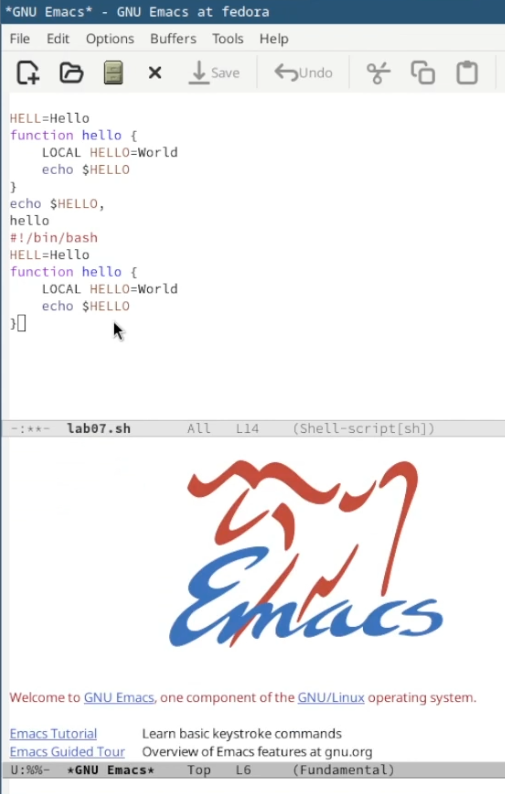 *GNU Emacs* - GNU Emacs at fedora
File Edit Options Buffers Tools Help
Save Undo
HELL=Hello
function hello {
    LOCAL HELLO=World
    echo $HELLO
}
echo $HELLO,
hello
#!/bin/bash
HELL=Hello
function hello {
    LOCAL HELLO=World
    echo $HELLO
}
-:**- lab07.sh All L14 (Shell-script[sh])
Emacs
Welcome to GNU Emacs, one component of the GNU/Linux operating system.
Emacs Tutorial Learn basic keystroke commands
Emacs Guided Tour Overview of Emacs features at gnu.org
U:%%- *GNU Emacs* Top L6 (Fundamental)